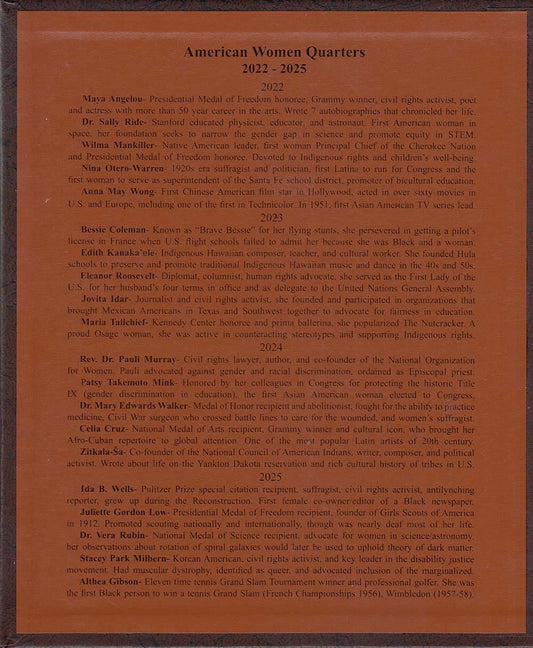 American Women Quarters
2022 - 2025
2022
Maya Angelou- Presidential Medal of Freedom honoree, Grammy winner, civil rights activist, poet
and actress with more than 50 year career in the arts. Wrote 7 autobiographies that chronicled her life.
Dr. Sally Ride- Stanford educated physicist, educator, and astronaut. First American woman in
space, her foundation seeks to narrow the gender gap in science and promote equity in STEM.
Wilma Mankiller- Native American leader, first woman Principal Chief of the Cherokee Nation
and Presidential Medal of Freedom honoree. Devoted to Indigenous rights and children's well-being.
Nina Otero-Warren- 1920s era suffragist and politician, first Latina to run for Congress and the
first woman to serve as superintendent of the Santa Fe school district, promoter of bicultural education.
Anna May Wong- First Chinese American film star in Hollywood, acted in over sixty movies in
U.S. and Europe, including one of the first in Technicolor. In 1951, first Asian American TV series lead.
2023
Bessie Coleman- Known as "Brave Bessie" for her flying stunts, she persevered in getting a pilot's
license in France when U.S. flight schools failed to admit her because she was Black and a woman.
Edith Kanaka'ole- Indigenous Hawaiian composer, teacher, and cultural worker. She founded Hula
schools to preserve and promote traditional Indigenous Hawaiian music and dance in the 40s and 50s.
Eleanor Roosevelt- Diplomat, columnist, human rights advocate, she served as the First Lady of the
U.S. for her husband's four terms in office and as delegate to the United Nations General Assembly.
Jovita Idar- Journalist and civil rights activist, she founded and participated in organizations that
brought Mexican Americans in Texas and Southwest together to advocate for fairness in education.
Maria Tallchief- Kennedy Center honoree and prima ballerina, she popularized The Nutcracker. A
proud Osage woman, she was active in counteracting stereotypes and supporting Indigenous rights.
2024
Rev. Dr. Pauli Murray- Civil rights lawyer, author, and co-founder of the National Organization
for Women. Pauli advocated against gender and racial discrimination, ordained as Episcopal priest.
Patsy Takemoto Mink- Honored by her colleagues in Congress for protecting the historic Title
IX (gender discrimination in education), the first Asian American woman elected to Congress.
Dr. Mary Edwards Walker- Medal of Honor recipient and abolitionist, fought for the ability to practice
medicine, Civil War surgeon who crossed battle lines to care for the wounded, and women's suffragist.
Celia Cruz- National Medal of Arts recipient, Grammy winner and cultural icon, who brought her
Afro-Cuban repertoire to global attention. One of the most popular Latin artists of 20th century.
Zitkala-Ša- Co-founder of the National Council of American Indians, writer, composer, and political
activist. Wrote about life on the Yankton Dakota reservation and rich cultural history of tribes in U.S.
2025
Ida B. Wells- Pulitzer Prize special citation recipient, suffragist, civil rights activist, antilynching
reporter, grew up during the Reconstruction. First female co-owner/editor of a Black newspaper.
Juliette Gordon Low- Presidential Medal of Freedom recipient, founder of Girls Scouts of America
in 1912. Promoted scouting nationally and internationally, though was nearly deaf most of her life.
Dr. Vera Rubin- National Medal of Science recipient, advocate for women in science/astronomy,
her observations about rotation of spiral galaxies would later be used to uphold theory of dark matter.
Stacey Park Milbern- Korean American, civil rights activist, and key leader in the disability justice
movement. Had muscular dystrophy, identified as queer, and advocated inclusion of the marginalized.
Althea Gibson- Eleven time tennis Grand Slam Tournament winner and professional golfer. She was
the first Black person to win a tennis Grand Slam (French Championships 1956), Wimbledon (1957-58).